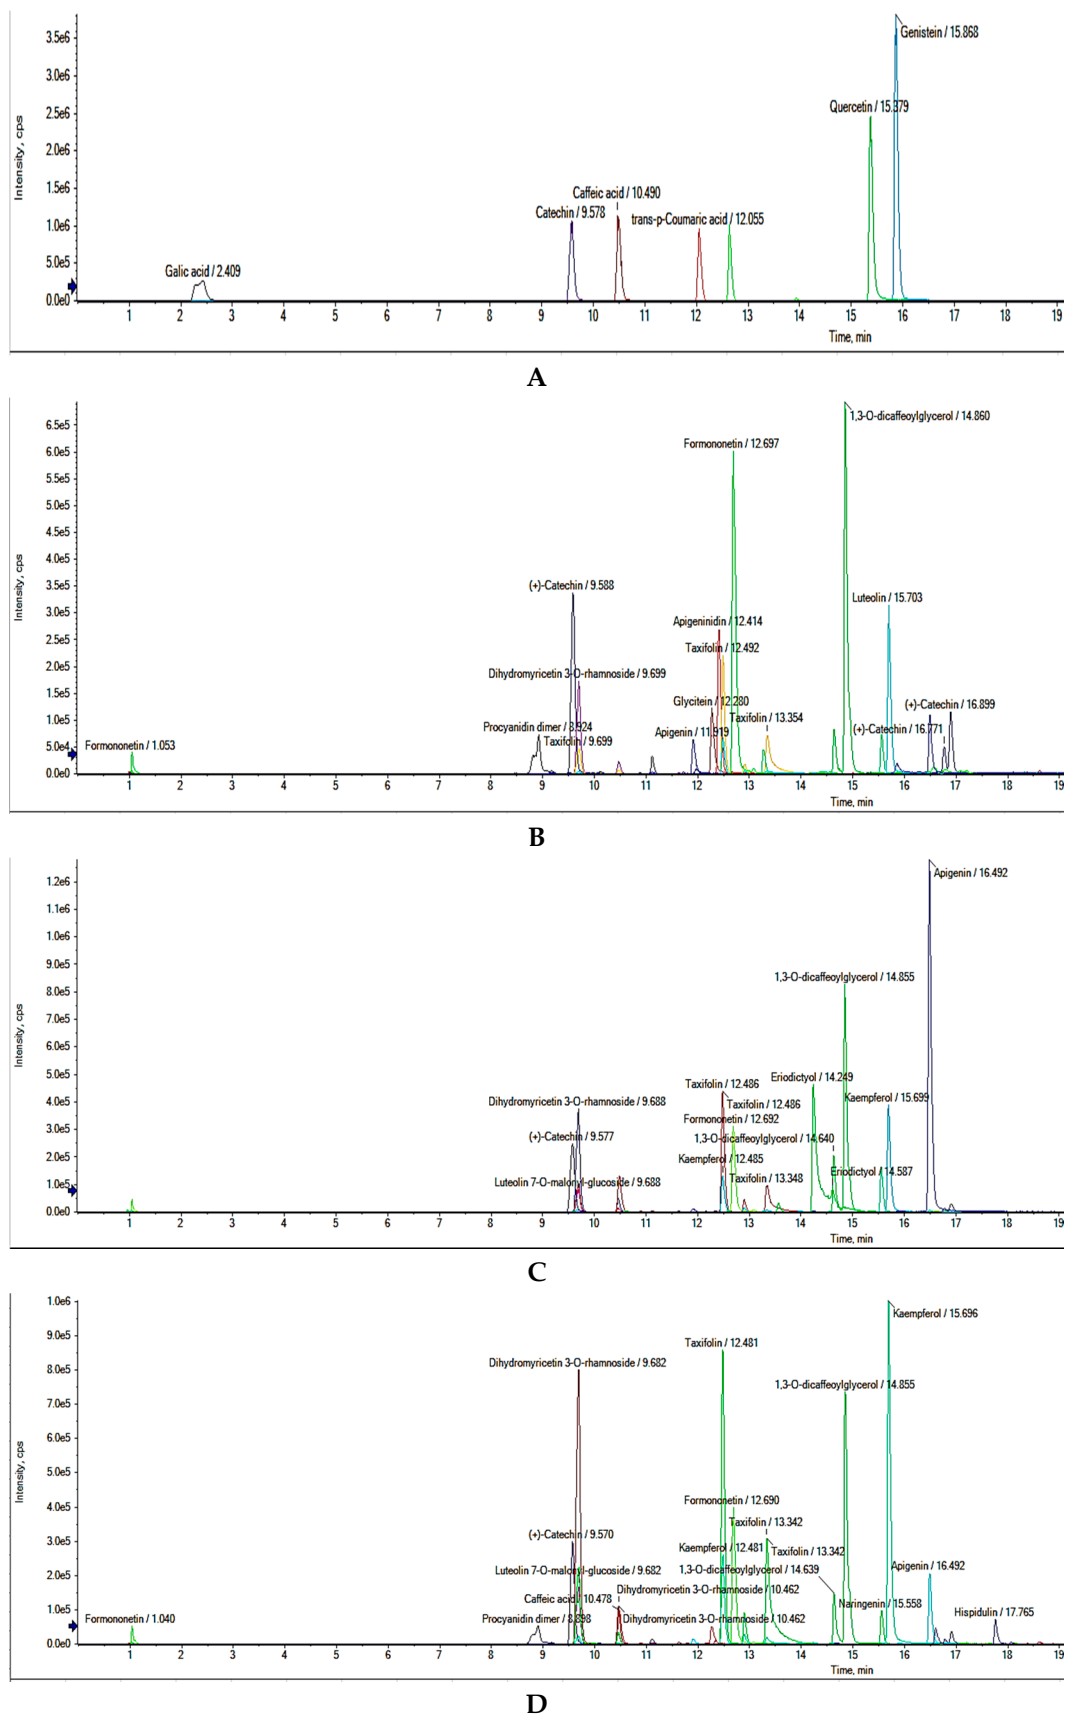 3.5e6
3.0e6
2.5e6
2.0e6
1.5e6
1.0e6
5.0e5
0.0e0
Intensity, cps
Genistein / 15.868
Quercetin / 15.379
Caffeic acid / 10.490
Catechin / 9.578
trans-p-Coumaric acid / 12.055
Galic acid / 2.409
1 2 3 4 5 6 7 8 9 10 11 12 13 14 15 16 17 18 19
Time, min
A
6.5e5
6.0e5
5.5e5
5.0e5
4.5e5
4.0e5
3.5e5
3.0e5
2.5e5
2.0e5
1.5e5
1.0e5
5.0e4
0.0e0
Intensity, cps
1,3-O-dicaffeoylglycerol / 14.860
Formononetin / 12.697
(+)-Catechin / 9.588
Luteolin / 15.703
Apigeninidin / 12.414
Taxifolin / 12.492
Dihydromyricetin 3-O-rhamnoside / 9.699
Glycitein / 12.280
(+)-Catechin / 16.899
Taxifolin / 13.354
Procyanidin dimer / 8.924
Apigenin / 11.919
(+)-Catechin / 16.771
Taxifolin / 9.699
Formononetin / 1.053
1 2 3 4 5 6 7 8 9 10 11 12 13 14 15 16 17 18 19
Time, min
B
1.2e6
1.1e6
1.0e6
9.0e5
8.0e5
7.0e5
6.0e5
5.0e5
4.0e5
3.0e5
2.0e5
1.0e5
0.0e0
Intensity, cps
Apigenin / 16.492
1,3-O-dicaffeoylglycerol / 14.855
Eriodictyol / 14.249
Taxifolin / 12.486
Kaempferol / 15.699
Dihydromyricetin 3-O-rhamnoside / 9.688
Taxifolin / 12.486
Formononetin / 12.692
(+)-Catechin / 9.577
1,3-O-dicaffeoylglycerol / 14.640
Kaempferol / 12.485
Eriodictyol / 14.587
Taxifolin / 13.348
Luteolin 7-O-malonyl-glucoside / 9.688
1 2 3 4 5 6 7 8 9 10 11 12 13 14 15 16 17 18 19
Time, min
C
1.0e6
9.0e5
8.0e5
7.0e5
6.0e5
5.0e5
4.0e5
3.0e5
2.0e5
1.0e5
0.0e0
Intensity, cps
Kaempferol / 15.696
Taxifolin / 12.481
Dihydromyricetin 3-O-rhamnoside / 9.682
1,3-O-dicaffeoylglycerol / 14.855
Formononetin / 12.690
Taxifolin / 13.342
(+)-Catechin / 9.570
Kaempferol / 12.481
Taxifolin / 13.342
Apigenin / 16.492
Luteolin 7-O-malonyl-glucoside / 9.682
1,3-O-dicaffeoylglycerol / 14.639
Dihydromyricetin 3-O-rhamnoside / 10.462
Caffeic acid / 10.478
Naringenin / 15.558
Hispidulin / 17.765
Formononetin / 1.040
Procyanidin dimer / 8.898
Dihydromyricetin 3-O-rhamnoside / 10.462
1 2 3 4 5 6 7 8 9 10 11 12 13 14 15 16 17 18 19
Time, min
D